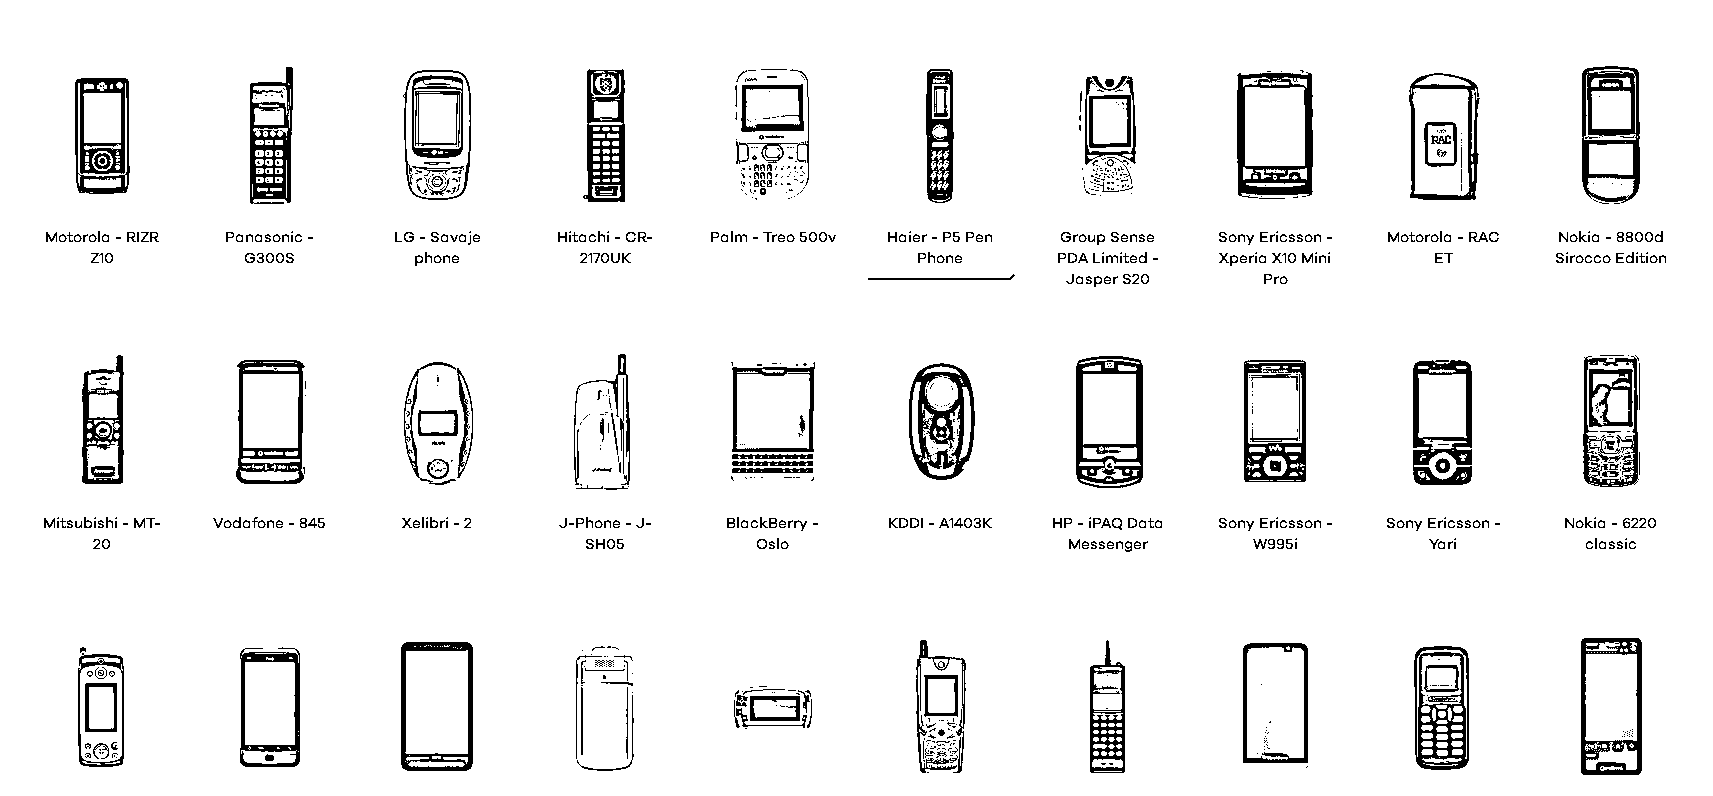 RAC
Motorola - RIZR
Z10
Panasonic -
G300S
LG - Savaje
phone
Hitachi - CR-
2170UK
Palm - Treo 500v
Haier - P5 Pen
Phone
Group Sense
PDA Limited -
Jasper S20
Sony Ericsson -
Xperia X10 Mini
Pro
Motorola - RAC
ET
Nokia - 8800d
Sirocco Edition
Mitsubishi - MT-
20
Vodafone - 845
Xelibri - 2
J-Phone - J-
SH05
BlackBerry -
Oslo
KDDI - A1403K
HP - iPAQ Data
Messenger
Sony Ericsson -
W995i
Sony Ericsson -
Yari
Nokia - 6220
classic